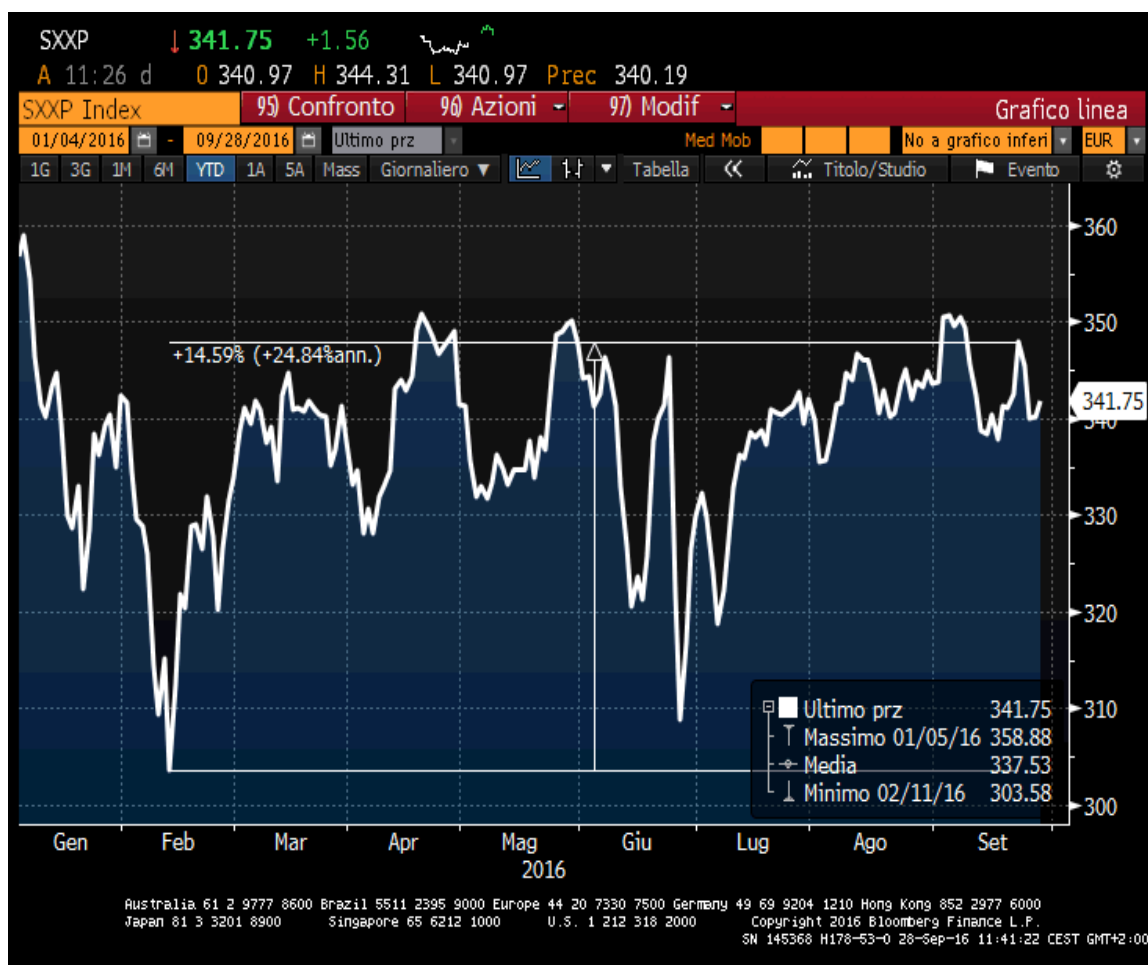 SXXP ↓ 341.75 +1.56
A 11:26 d O 340.97 H 344.31 L 340.97 Prec 340.19
SXXP Index 95) Confronto 96) Azioni 97) Modif Grafico linea
01/04/2016 - 09/28/2016 Ultimo prz Med Mob No a grafico inferi EUR
1G 3G 1M 6M YTD 1A 5A Mass Giornaliero ▼ Tabella « Titolo/Studio Evento
360
350
+14.59% (+24.84%ann.)
341.75
340
330
320
310
300
Ultimo prz 341.75
Massimo 01/05/16 358.88
Media 337.53
Minimo 02/11/16 303.58
Gen Feb Mar Apr Mag Giu Lug Ago Set
2016
Australia 61 2 9777 8600 Brazil 5511 2395 9000 Europe 44 20 7330 7500 Germany 49 69 9204 1210 Hong Kong 852 2977 6000
Japan 81 3 3201 8900 Singapore 65 6212 1000 U.S. 1 212 318 2000 Copyright 2016 Bloomberg Finance L.P.
SN 145368 H178-53-0 28-Sep-16 11:41:22 CEST GMT+2:00